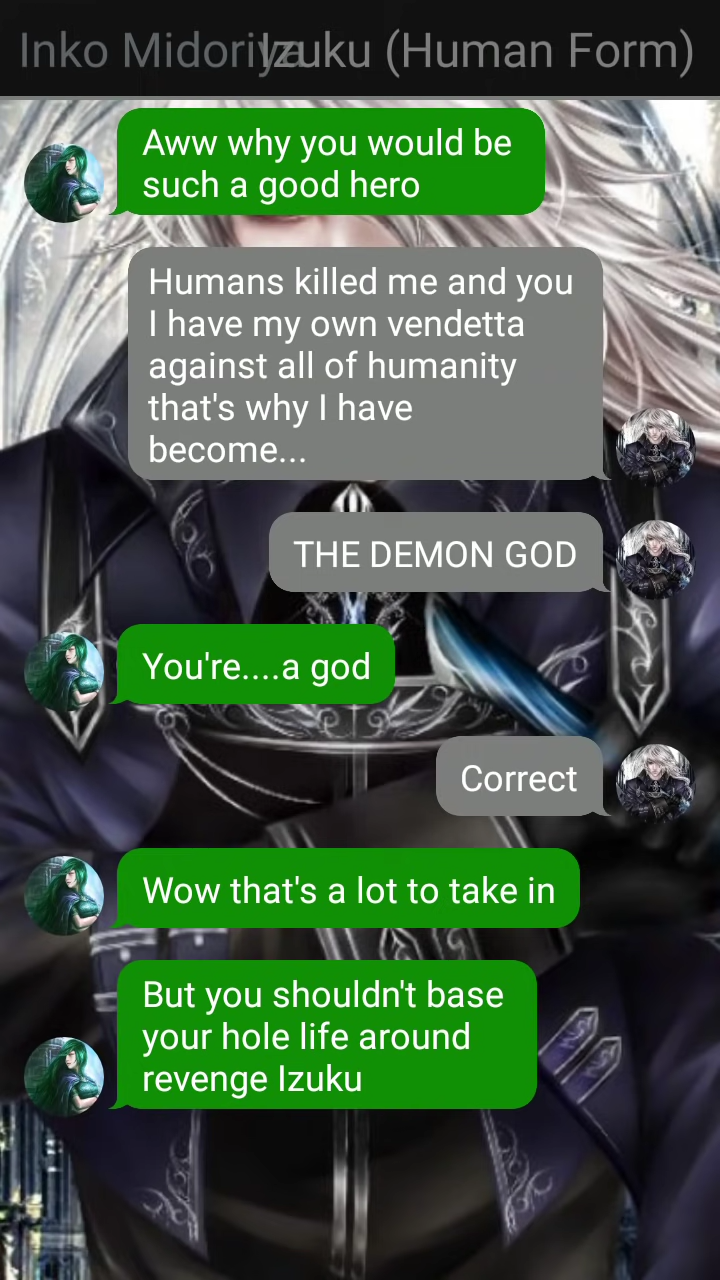 Inko Midoriya Izuku (Human Form)
Aww why you would be
such a good hero
Humans killed me and you
I have my own vendetta
against all of humanity
that's why I have
become...
THE DEMON GOD
You're....a god
Correct
Wow that's a lot to take in
But you shouldn't base
your hole life around
revenge Izuku